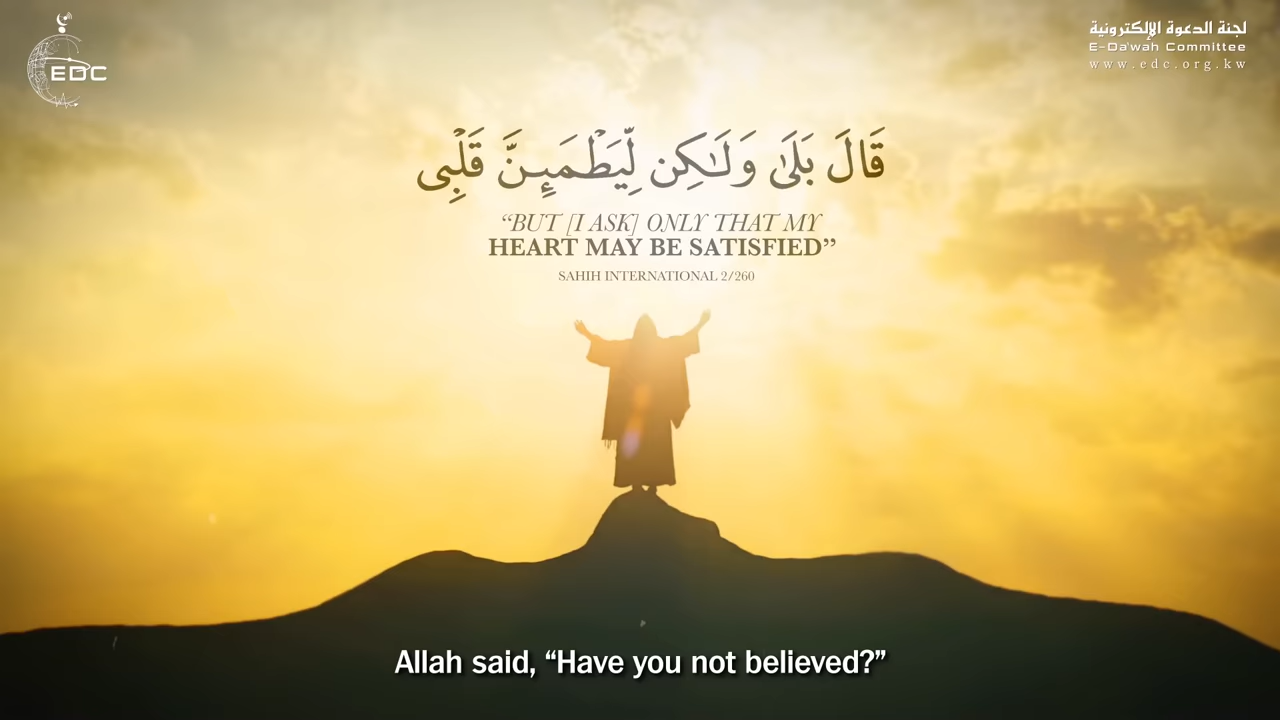 EDC
لجنة الدعوة الإلكترونية
E-Da'wah Committee
www.edc.org.kw
قَالَ بَلَىٰ وَلَـٰكِن لِّيَطْمَئِنَّ قَلْبِى
“BUT [I ASK] ONLY THAT MY
HEART MAY BE SATISFIED”
SAHIH INTERNATIONAL 2/260
Allah said, “Have you not believed?”